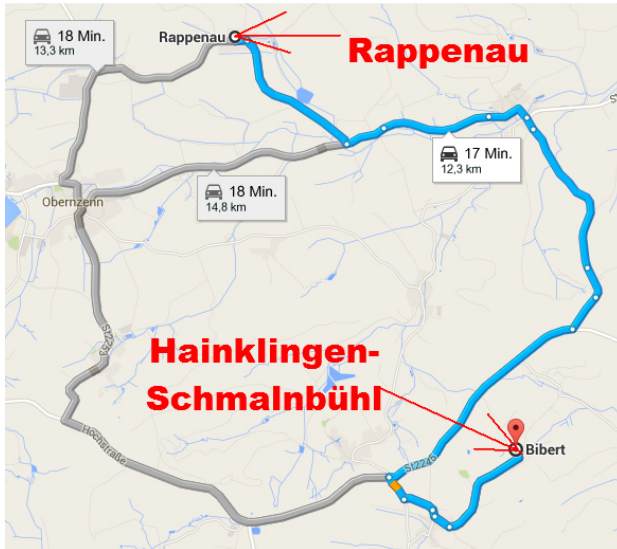 18 Min.
13,3 km
Rappenau
Rappenau
17 Min.
12,3 km
18 Min.
14,8 km
Obernzenn
St2253
Hainklingen-
Schmalnbühl
Hochstraße
St2245
Bibert